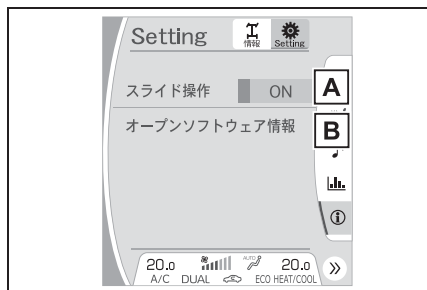 Setting
情報
Setting
スライド操作 ON A
オープンソフトウェア情報 B
20.0 AUTO 20.0
A/C DUAL ECO HEAT/COOL